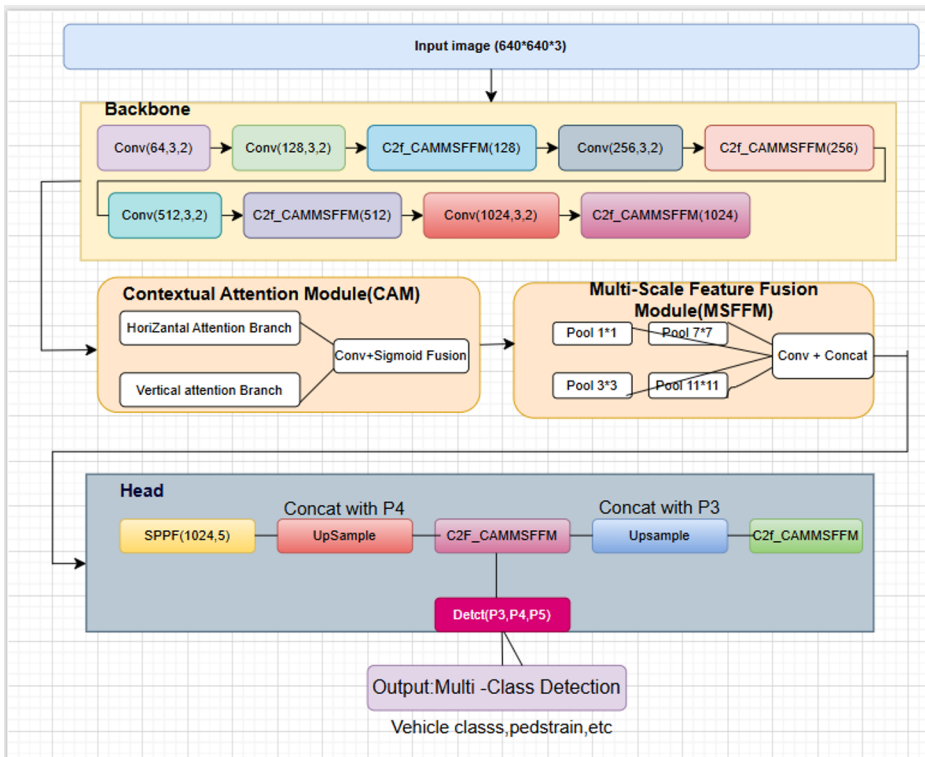 Input image (640*640*3)
Backbone
Conv(64,3,2)
Conv(128,3,2)
C2f_CAMMSFFM(128)
Conv(256,3,2)
C2f_CAMMSFFM(256)
Conv(512,3,2)
C2f_CAMMSFFM(512)
Conv(1024,3,2)
C2f_CAMMSFFM(1024)
Contextual Attention Module(CAM)
HoriZantal Attention Branch
Conv+Sigmoid Fusion
Vertical attention Branch
Multi-Scale Feature Fusion
Module(MSFFM)
Pool 1*1
Pool 7*7
Conv + Concat
Pool 3*3
Pool 11*11
Head
Concat with P4
Concat with P3
SPPF(1024,5)
UpSample
C2F_CAMMSFFM
Upsample
C2f_CAMMSFFM
Detct(P3,P4,P5)
Output:Multi -Class Detection
Vehicle classs,pedstrain,etc